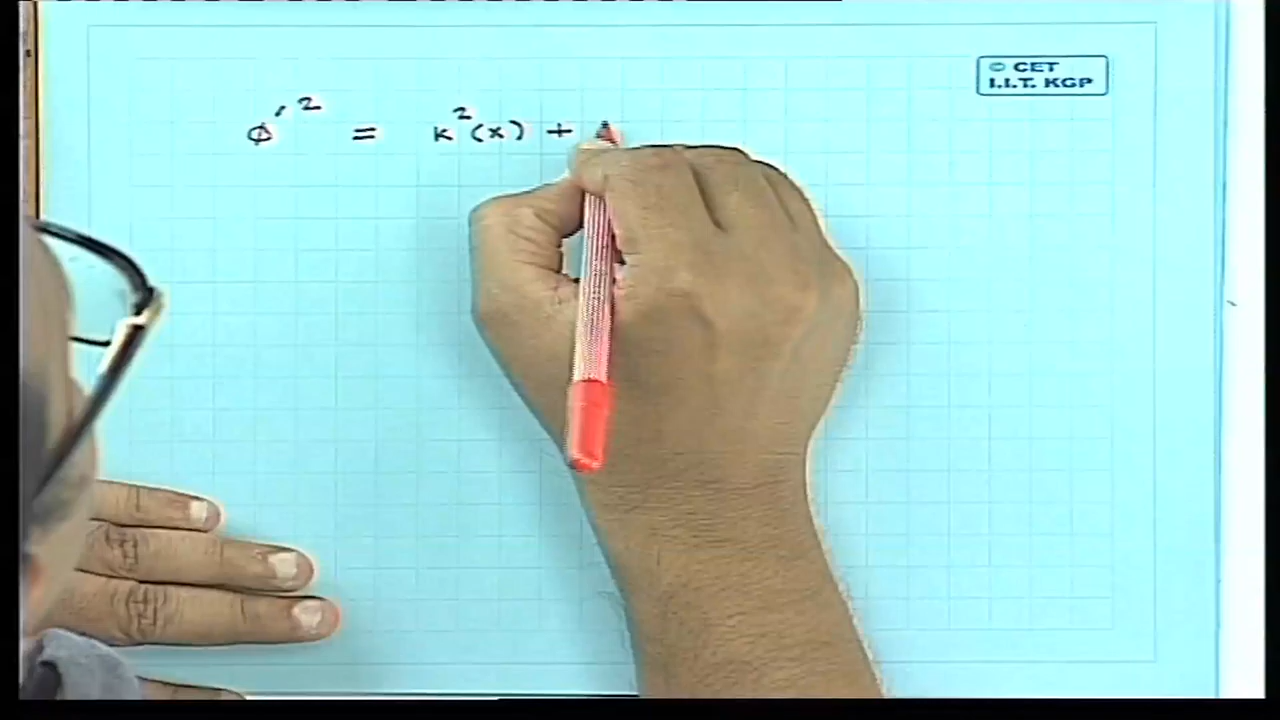 © CET
I.I.T. KGP
ϕ′² = k²(x) +